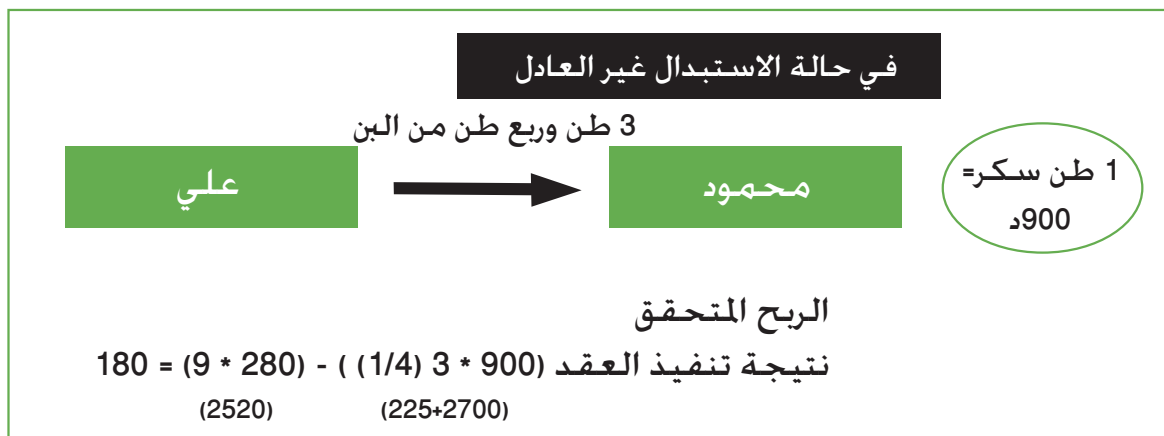 في حالة الاستبدال غير العادل
3 طن وربع طن من البن
1 طن سكر=
900د
محمود
علي
الربح المتحقق
نتيجة تنفيذ العقد (900 * 3 (1/4) ) - (280 * 9) = 180
(2700+225) (2520)